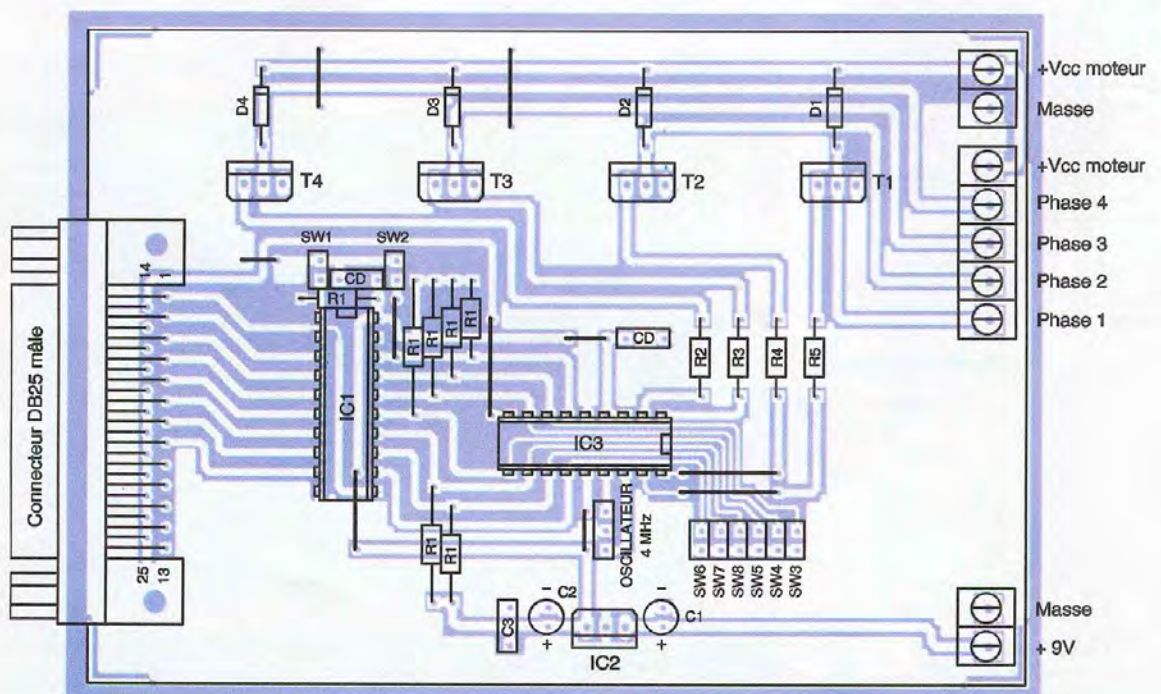 +Vcc moteur
Masse
+Vcc moteur
Phase 4
Phase 3
Phase 2
Phase 1
D4
D3
D2
D1
T4
T3
T2
T1
SW1
SW2
CD
R1
R1
R1
R1
R1
CD
R2
R3
R4
R5
14
1
Connecteur DB25 mâle
IC1
IC3
25
13
R1
R1
OSCILLATEUR
4 MHz
SW6
SW7
SW8
SW5
SW4
SW3
C3
-
C2
+
IC2
-
C1
+
Masse
+ 9V